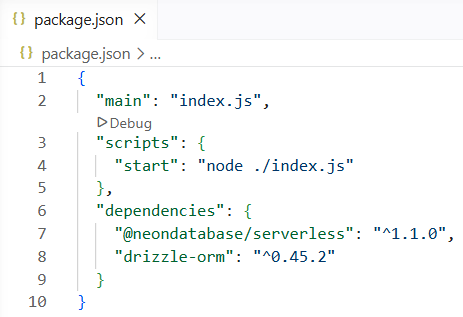 package.json
package.json > ...
1 {
2 "main": "index.js",
Debug
3 "scripts": {
4 "start": "node ./index.js"
5 },
6 "dependencies": {
7 "@neondatabase/serverless": "^1.1.0",
8 "drizzle-orm": "^0.45.2"
9 }
10 }